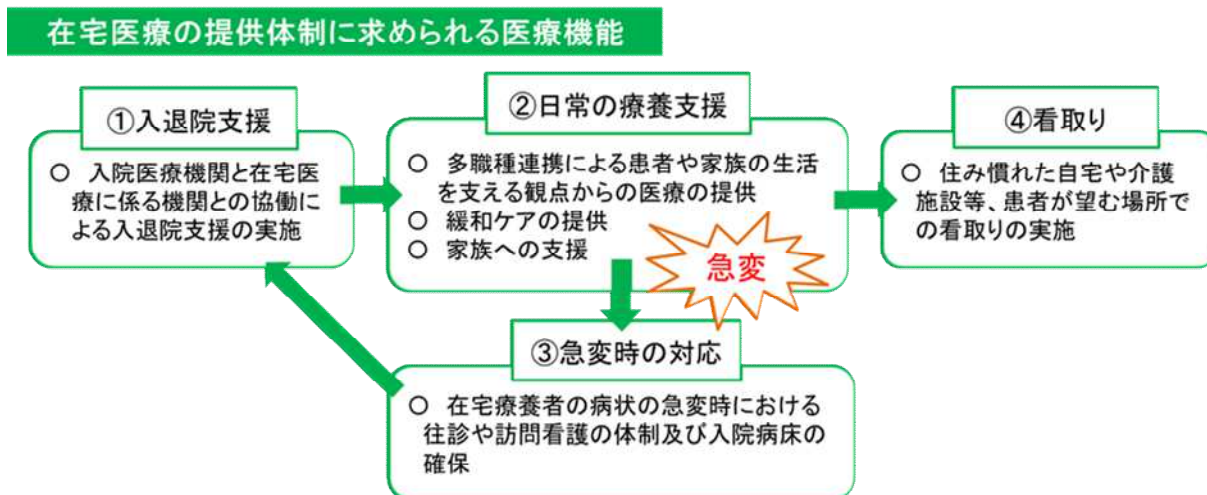 在宅医療の提供体制に求められる医療機能
①入退院支援
○ 入院医療機関と在宅医
療に係る機関との協働に
よる入退院支援の実施
②日常の療養支援
○ 多職種連携による患者や家族の生活
を支える観点からの医療の提供
○ 緩和ケアの提供
○ 家族への支援
急変
③急変時の対応
○ 在宅療養者の病状の急変時における
往診や訪問看護の体制及び入院病床の
確保
④看取り
○ 住み慣れた自宅や介護
施設等、患者が望む場所で
の看取りの実施